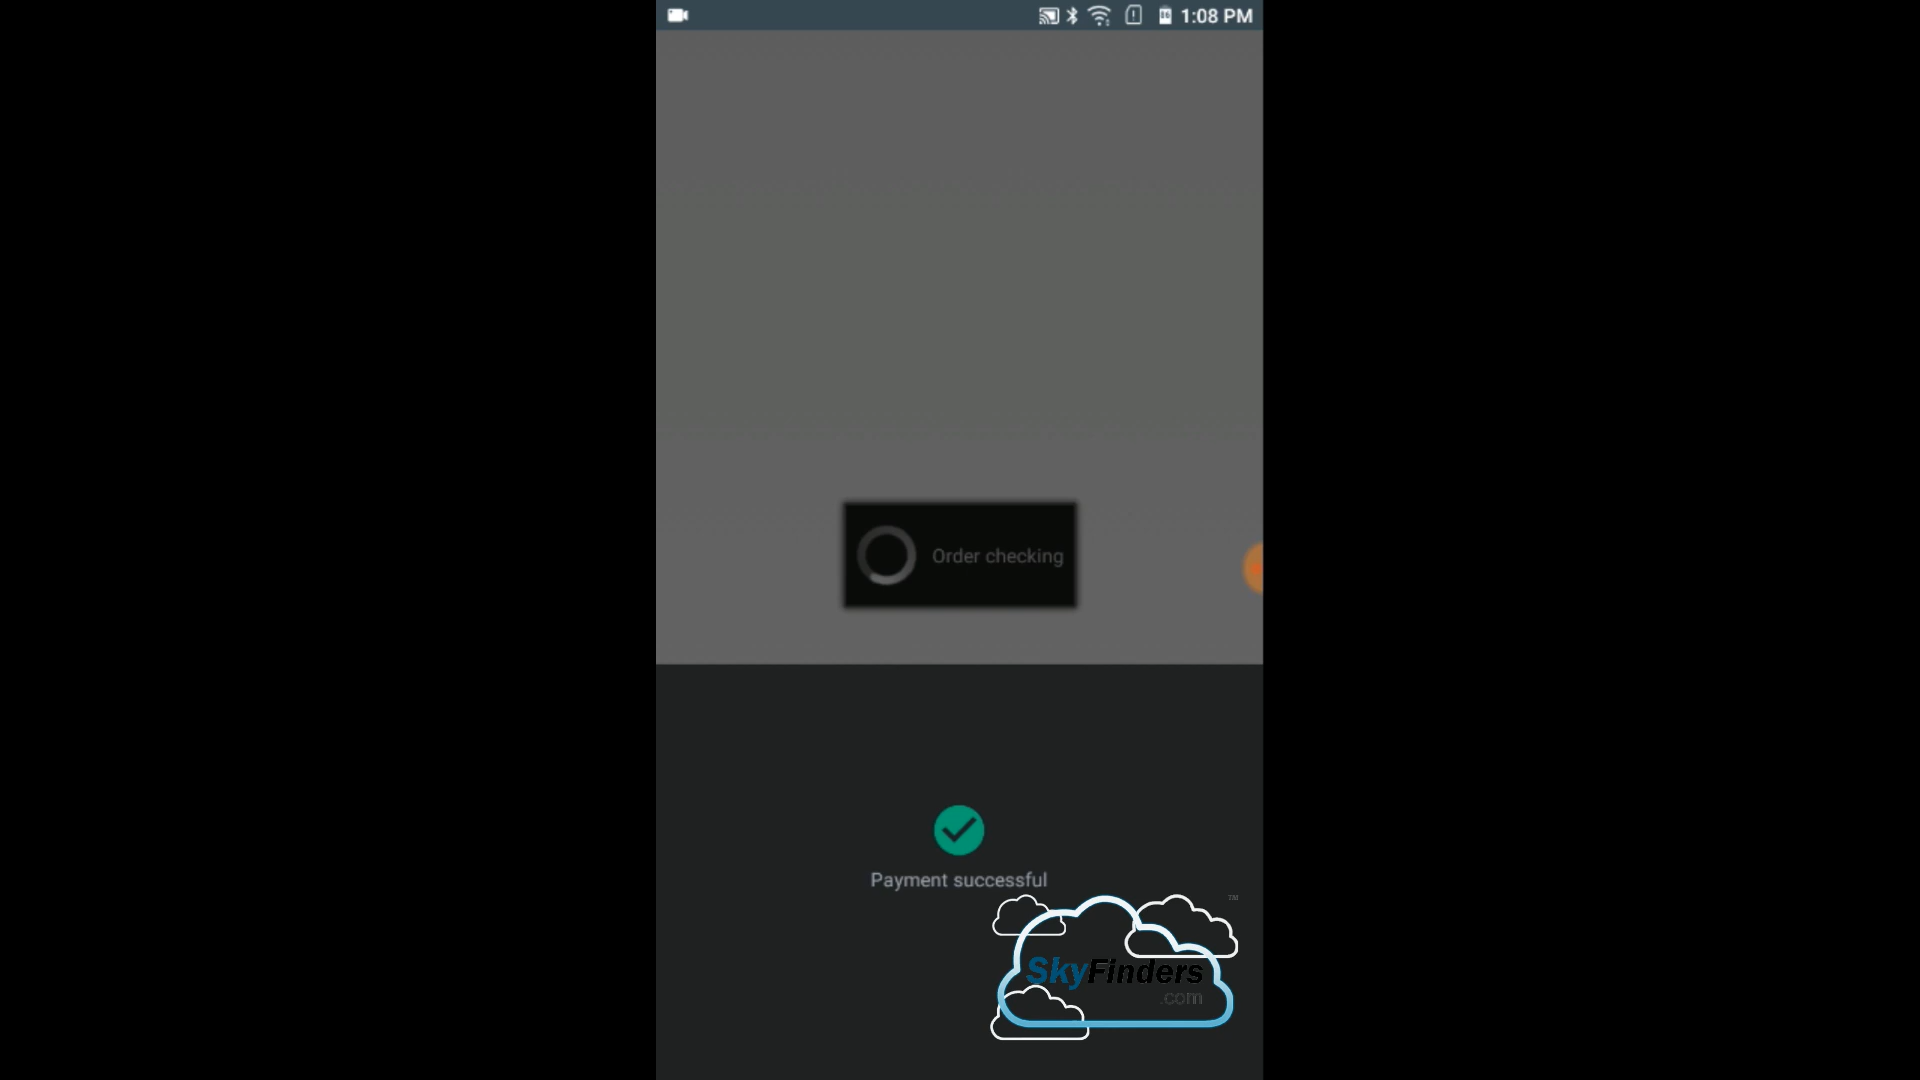 1:08 PM
Order checking
Payment successful
TM
SkyFinders
.com